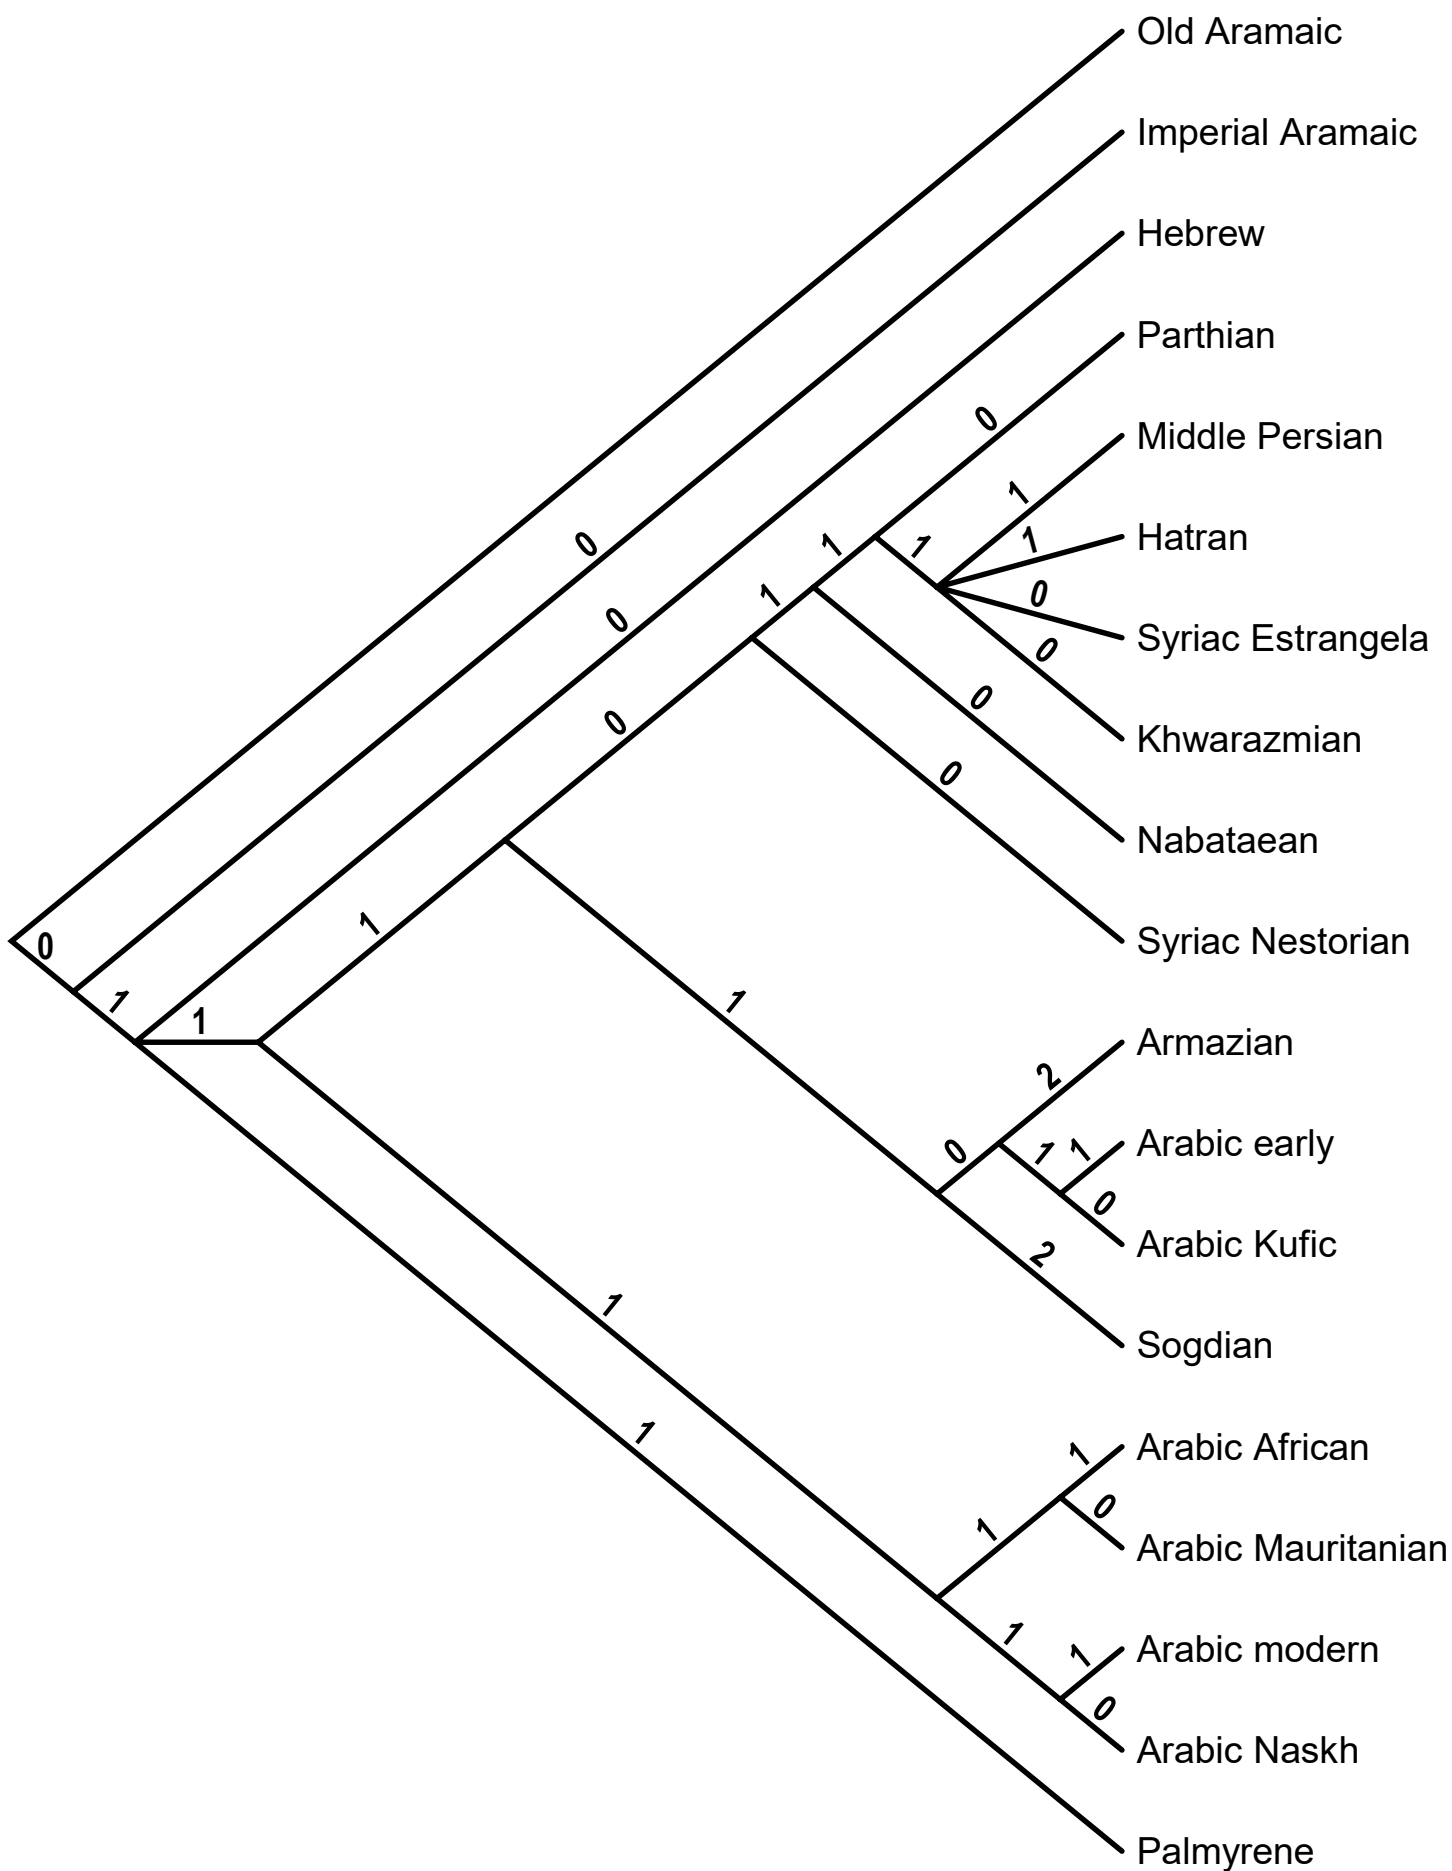 Old Aramaic
Imperial Aramaic
Hebrew
Parthian
0
Middle Persian
1
Hatran
1
0
0
1
1
Syriac Estrangela
0
1
0
0
Khwarazmian
0
0
Nabataean
0
1
Syriac Nestorian
0
1
1
1
Armazian
2
Arabic early
0
1
1
0
Arabic Kufic
2
1
Sogdian
1
Arabic African
1
0
1
Arabic Mauritanian
1
1
Arabic modern
0
Arabic Naskh
Palmyrene